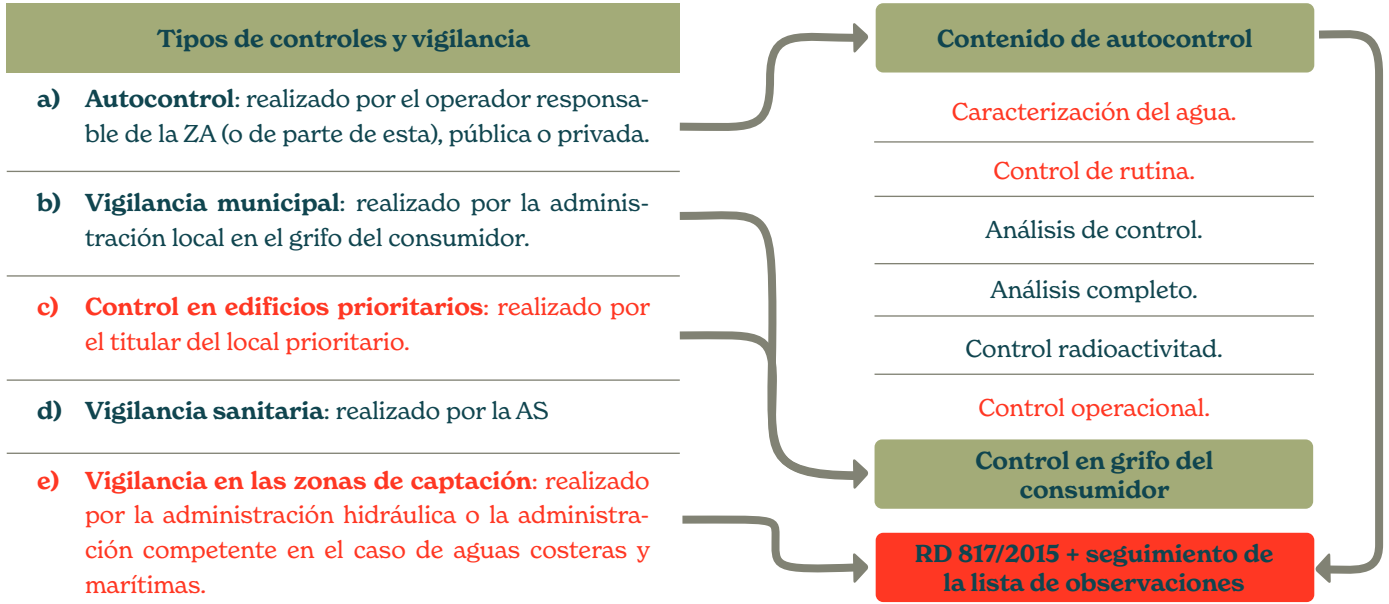 Tipos de controles y vigilancia
a) Autocontrol: realizado por el operador responsa-
ble de la ZA (o de parte de esta), pública o privada.
b) Vigilancia municipal: realizado por la adminis-
tración local en el grifo del consumidor.
c) Control en edificios prioritarios: realizado por
el titular del local prioritario.
d) Vigilancia sanitaria: realizado por la AS
e) Vigilancia en las zonas de captación: realizado
por la administración hidráulica o la administra-
ción competente en el caso de aguas costeras y
marítimas.
Contenido de autocontrol
Caracterización del agua.
Control de rutina.
Análisis de control.
Análisis completo.
Control radioactivitad.
Control operacional.
Control en grifo del
consumidor
RD 817/2015 + seguimiento de
la lista de observaciones